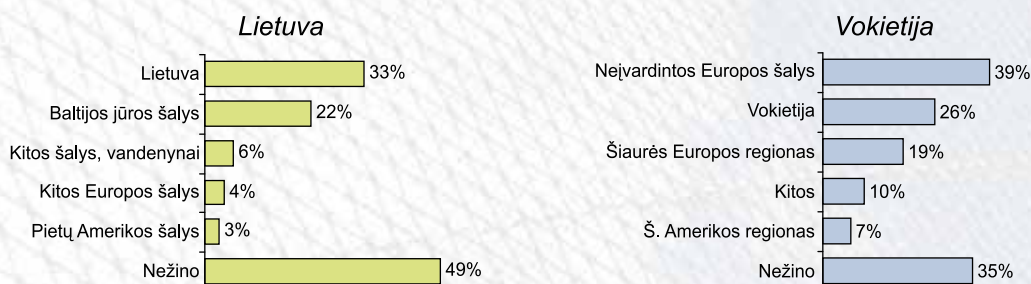 Lietuva
Lietuva 33%
Baltijos jūros šalys 22%
Kitos šalys, vandenynai 6%
Kitos Europos šalys 4%
Pietų Amerikos šalys 3%
Nežino 49%
Vokietija
Neįvardintos Europos šalys 39%
Vokietija 26%
Šiaurės Europos regionas 19%
Kitos 10%
Š. Amerikos regionas 7%
Nežino 35%